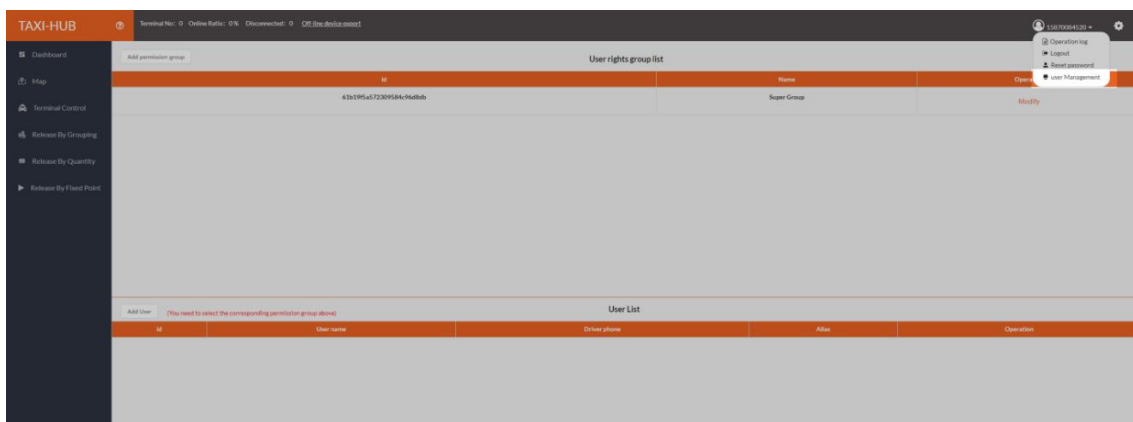 TAXI-HUB
Terminal No: 0 Online Ratio: 0% Disconnected: 0 Off-line device export
15870084520
Operation log
Logout
Reset password
user Management
Dashboard
Map
Terminal Control
Release By Grouping
Release By Quantity
Release By Fixed Point
Add permission group
User rights group list
id Name Opera
61b19f5a572309584c96d8db Super Group Modify
Add User (You need to select the corresponding permission group above) User List
id User name Driver phone Alias Operation